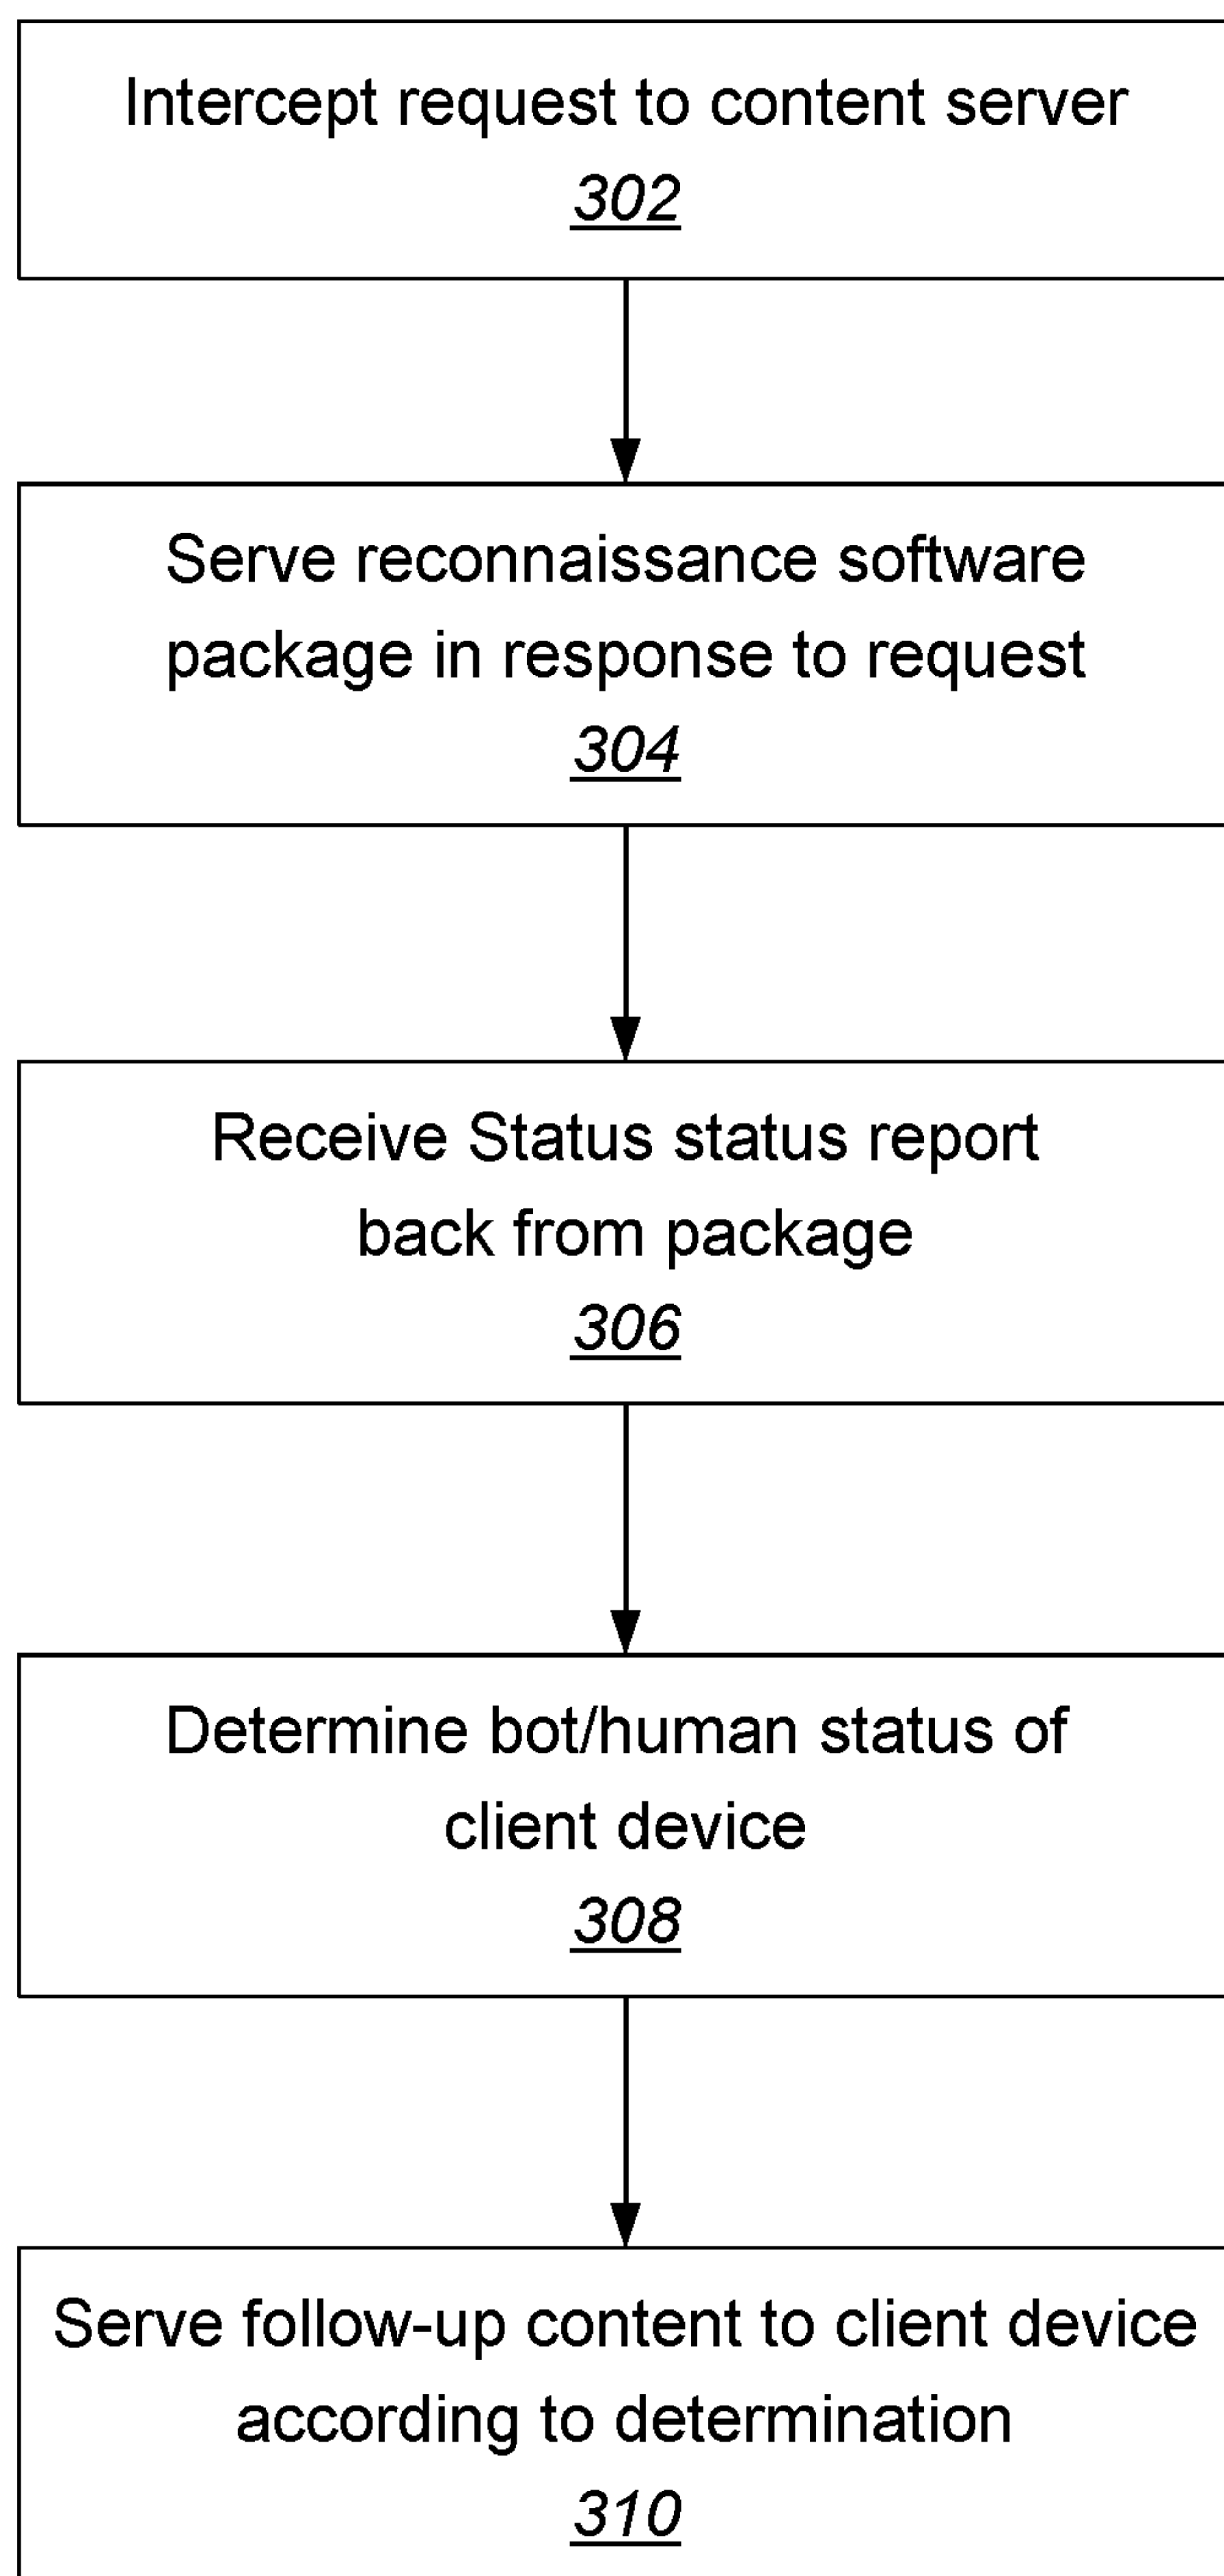 Intercept request to content server
302
Serve reconnaissance software
package in response to request
304
Receive Status status report
back from package
306
Determine bot/human status of
client device
308
Serve follow-up content to client device
according to determination
310